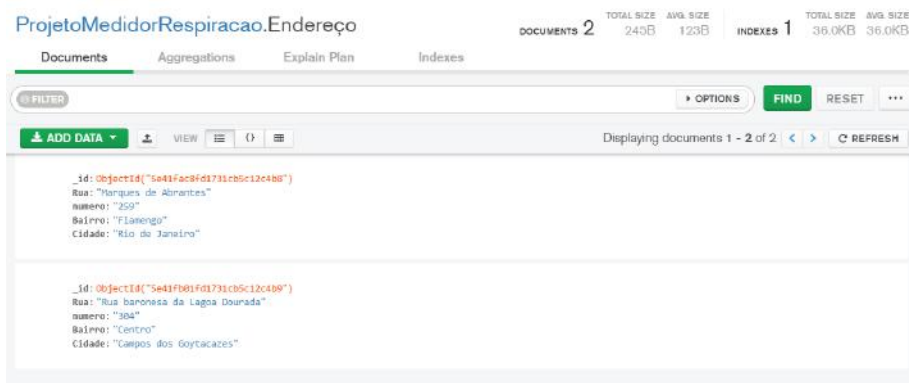 ProjetoMedidorRespiracao.Endereço
DOCUMENTS 2 TOTAL SIZE 245B AVG. SIZE 123B INDEXES 1 TOTAL SIZE 36.0KB AVG. SIZE 36.0KB
Documents Aggregations Explain Plan Indexes
FILTER OPTIONS FIND RESET ...
ADD DATA VIEW {} Displaying documents 1 - 2 of 2 < > REFRESH
_id: ObjectId("5e41fac8fd1731cb5c12c4b8")
Rua: "Marques de Abrantes"
numero: "259"
Bairro: "Flamengo"
Cidade: "Rio de Janeiro"
_id: ObjectId("5e41fb01fd1731cb5c12c4b9")
Rua: "Rua baronesa da Lagoa Dourada"
numero: "304"
Bairro: "Centro"
Cidade: "Campos dos Goytacazes"